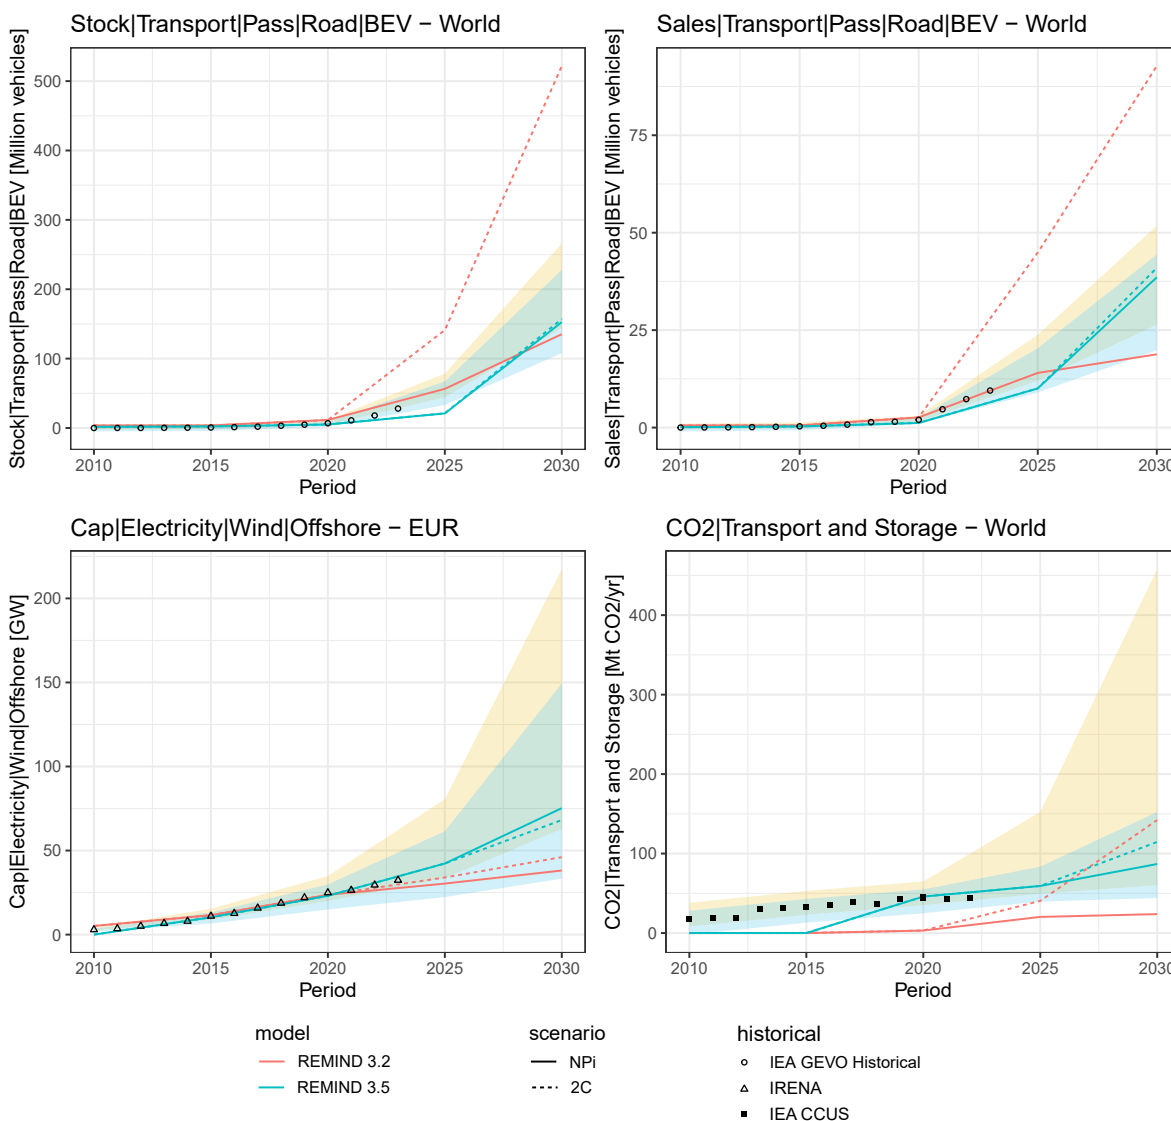 Stock|Transport|Pass|Road|BEV − World
Stock|Transport|Pass|Road|BEV [Million vehicles]
500
400
300
200
100
0
2010 2015 2020 2025 2030
Period
Sales|Transport|Pass|Road|BEV − World
Sales|Transport|Pass|Road|BEV [Million vehicles]
75
50
25
0
2010 2015 2020 2025 2030
Period
Cap|Electricity|Wind|Offshore − EUR
Cap|Electricity|Wind|Offshore [GW]
200
150
100
50
0
2010 2015 2020 2025 2030
Period
CO2|Transport and Storage − World
CO2|Transport and Storage [Mt CO2/yr]
400
300
200
100
0
2010 2015 2020 2025 2030
Period
model
REMIND 3.2
REMIND 3.5
scenario
NPi
2C
historical
IEA GEVO Historical
IRENA
IEA CCUS